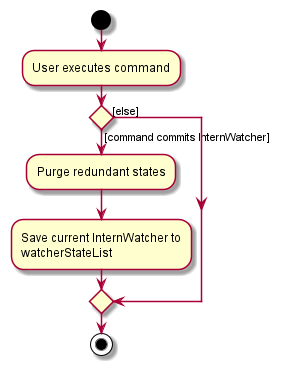 User executes command
[else]
[command commits InternWatcher]
Purge redundant states
Save current InternWatcher to
watcherStateList